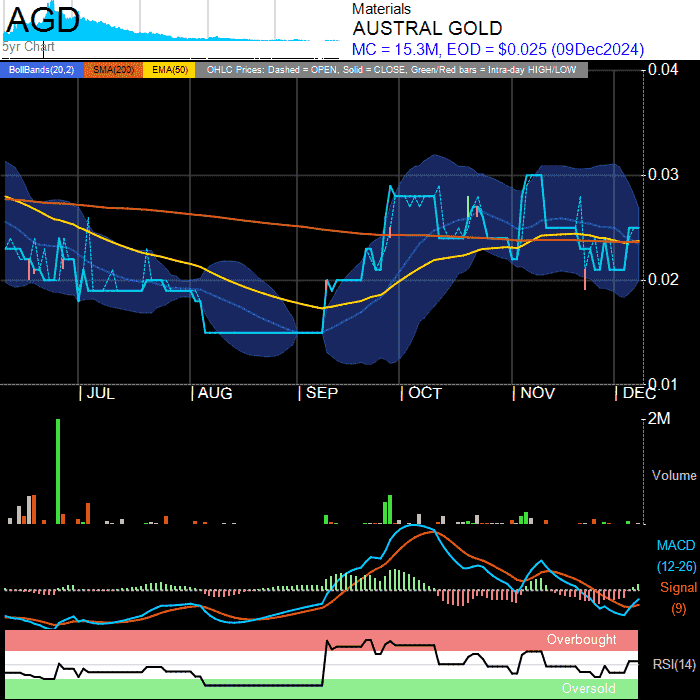 AGD
5yr Chart
Materials
AUSTRAL GOLD
MC = 15.3M, EOD = $0.025 (09Dec2024)
BollBands(20,2) SMA(200) EMA(50) OHLC Prices: Dashed = OPEN, Solid = CLOSE, Green/Red bars = Intra-day HIGH/LOW
0.04
0.03
0.02
0.01
| JUL | AUG | SEP | OCT | NOV | DEC
2M
Volume
MACD
(12-26)
Signal
(9)
Overbought
RSI(14)
Oversold